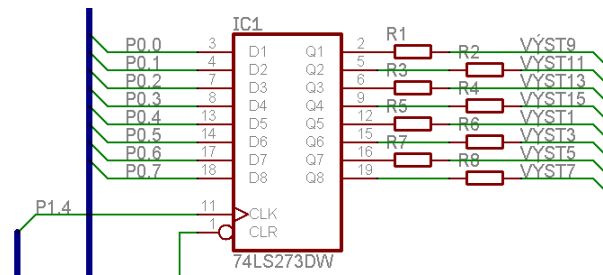 IC1
P0.0 3 D1 Q1 2 R1 VÝST9
P0.1 4 D2 Q2 5 R2 VÝST11
P0.2 7 D3 Q3 6 R3 VÝST13
P0.3 8 D4 Q4 9 R4 VÝST15
P0.4 13 D5 Q5 12 R5 VÝST1
P0.5 14 D6 Q6 15 R6 VÝST3
P0.6 17 D7 Q7 16 R7 VÝST5
P0.7 18 D8 Q8 19 R8 VÝST7
P1.4 11 CLK
1 CLR
74LS273DW